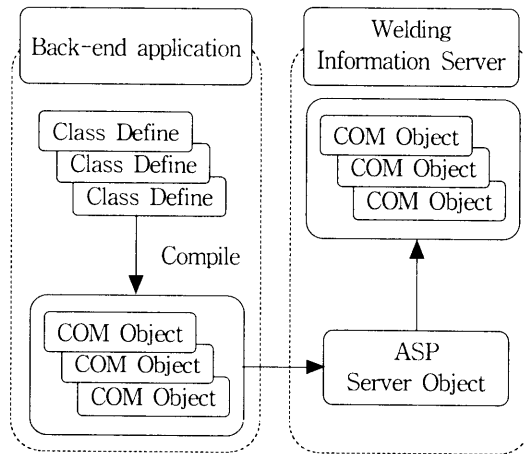 Back-end application
Class Define
Class Define
Class Define
Compile
COM Object
COM Object
COM Object
Welding
Information Server
COM Object
COM Object
COM Object
ASP
Server Object